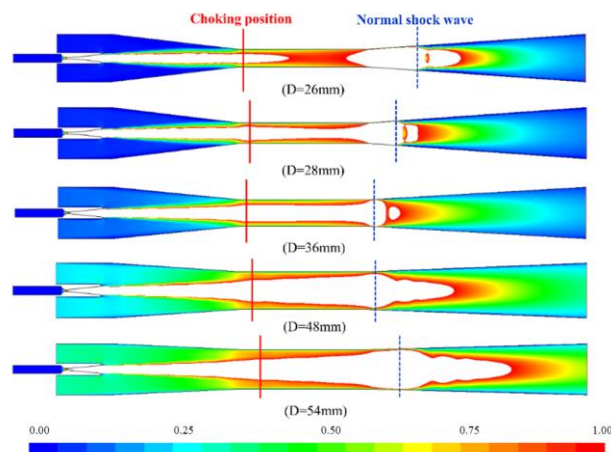 Choking position Normal shock wave
(D=26mm)
(D=28mm)
(D=36mm)
(D=48mm)
(D=54mm)
0.00 0.25 0.50 0.75 1.00